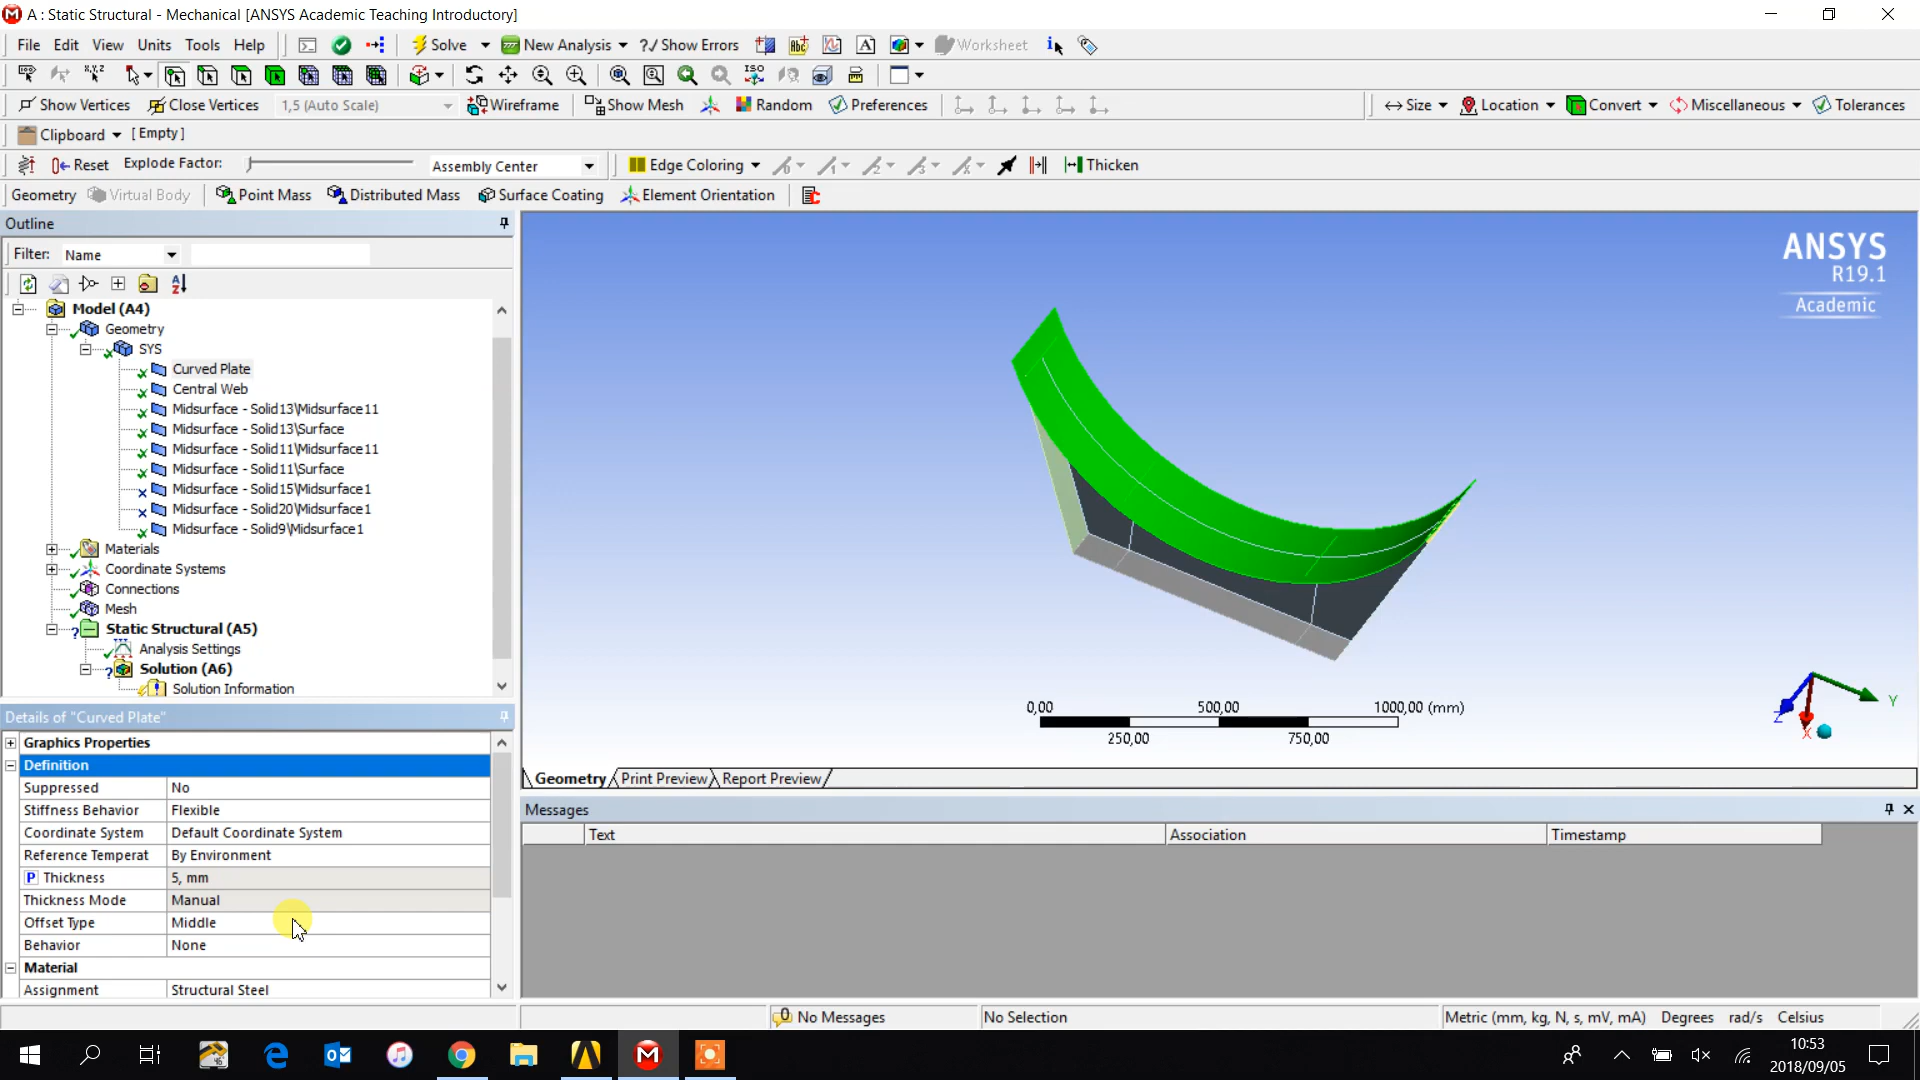 A : Static Structural - Mechanical [ANSYS Academic Teaching Introductory]
File Edit View Units Tools Help Solve New Analysis ?/ Show Errors Worksheet
Show Vertices Close Vertices 1,5 (Auto Scale) Wireframe Show Mesh Random Preferences Size Location Convert Miscellaneous Tolerances
Clipboard [ Empty ]
Reset Explode Factor: Assembly Center Edge Coloring Thicken
Geometry Virtual Body Point Mass Distributed Mass Surface Coating Element Orientation
Outline
Filter: Name
Model (A4)
Geometry
SYS
Curved Plate
Central Web
Midsurface - Solid13\Midsurface11
Midsurface - Solid13\Surface
Midsurface - Solid11\Midsurface11
Midsurface - Solid11\Surface
Midsurface - Solid15\Midsurface1
Midsurface - Solid20\Midsurface1
Midsurface - Solid9\Midsurface1
Materials
Coordinate Systems
Connections
Mesh
Static Structural (A5)
Analysis Settings
Solution (A6)
Solution Information
Details of "Curved Plate"
Graphics Properties
Definition
Suppressed No
Stiffness Behavior Flexible
Coordinate System Default Coordinate System
Reference Temperat By Environment
P Thickness 5, mm
Thickness Mode Manual
Offset Type Middle
Behavior None
Material
Assignment Structural Steel
ANSYS
R19.1
Academic
0,00 500,00 1000,00 (mm)
250,00 750,00
Y
Z
X
Geometry Print Preview Report Preview
Messages
Text Association Timestamp
0 No Messages No Selection Metric (mm, kg, N, s, mV, mA) Degrees rad/s Celsius
10:53
2018/09/05